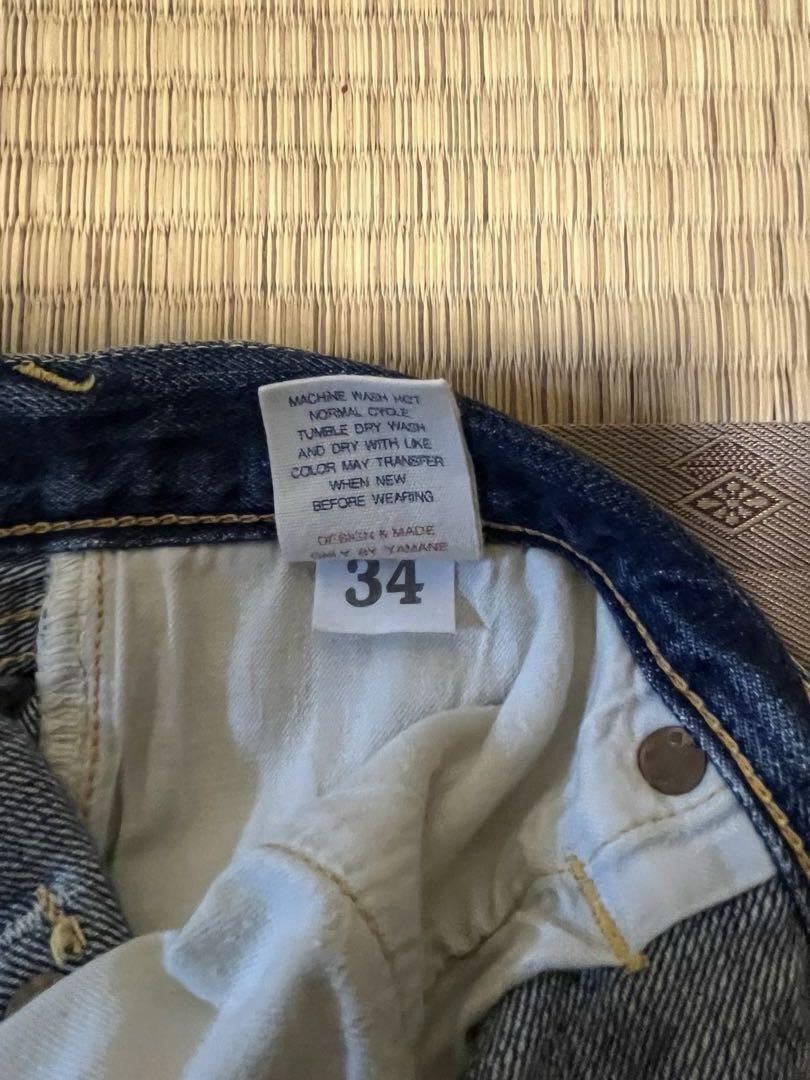 MACHINE WASH HOT
NORMAL CYCLE
TUMBLE DRY WASH
AND DRY WITH LIKE
COLOR MAY TRANSFER
WHEN NEW
BEFORE WEARING
DESIGN & MADE
ONLY BY YAMANE
34